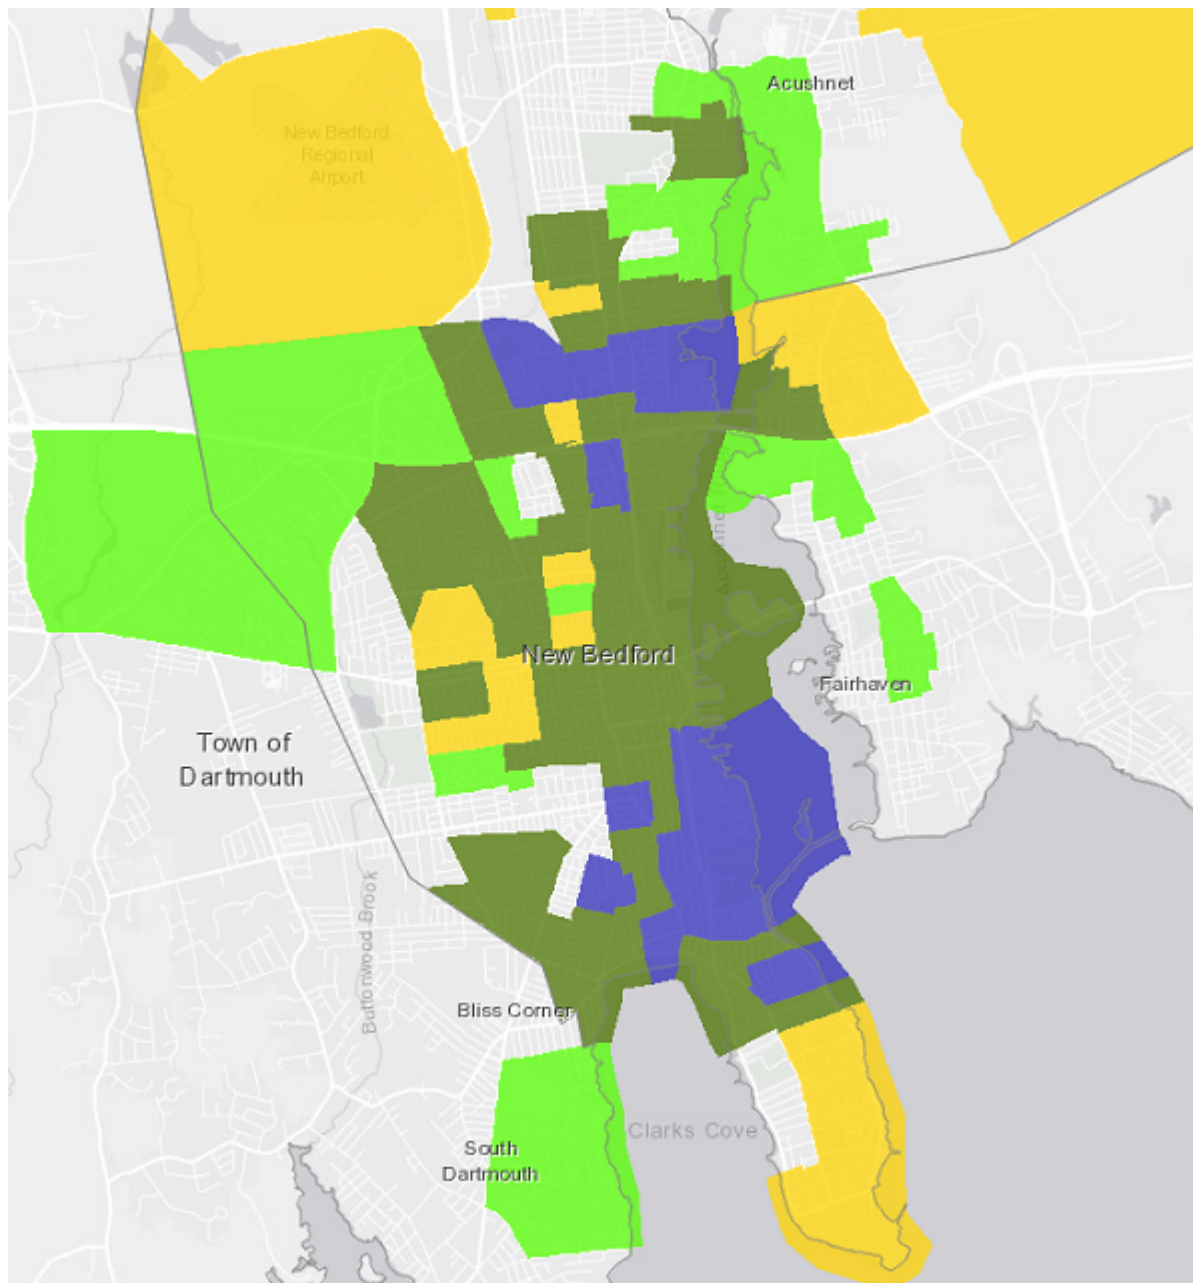 Acushnet
New Bedford
Regional
Airport
New Bedford
Fairhaven
Town of
Dartmouth
Buttonwood Brook
Bliss Corner
Clarks Cove
South
Dartmouth